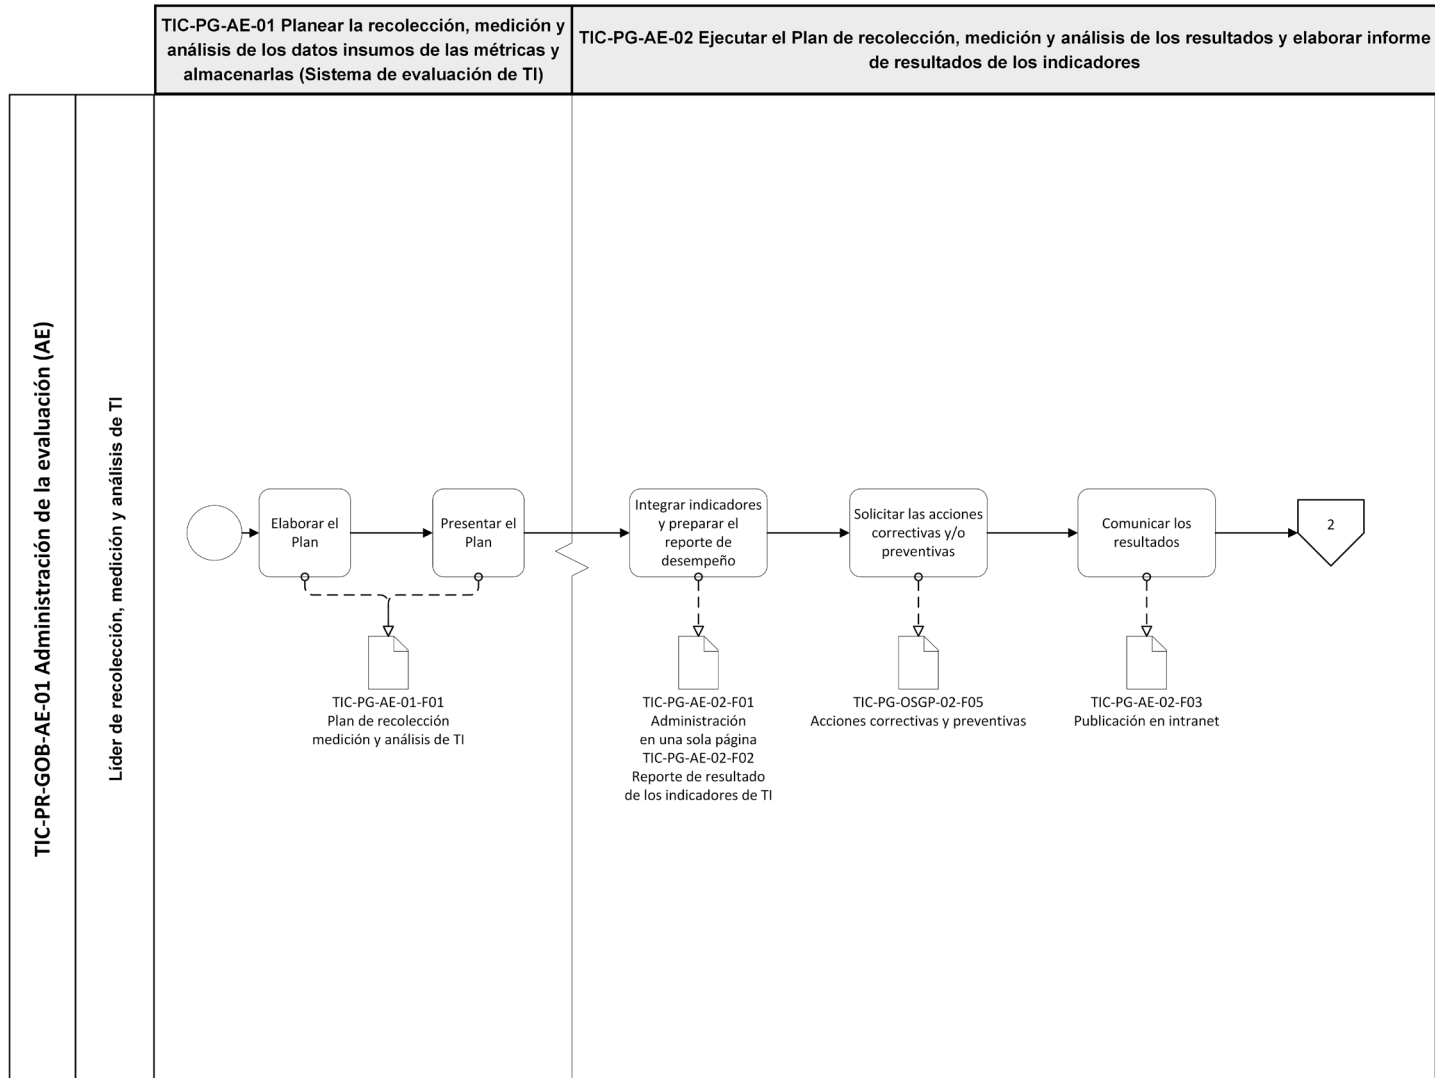 TIC-PG-AE-01 Planear la recolección, medición y
análisis de los datos insumos de las métricas y
almacenarlas (Sistema de evaluación de TI)
TIC-PG-AE-02 Ejecutar el Plan de recolección, medición y análisis de los resultados y elaborar informe
de resultados de los indicadores
TIC-PR-GOB-AE-01 Administración de la evaluación (AE)
Líder de recolección, medición y análisis de TI
Elaborar el
Plan
Presentar el
Plan
Integrar indicadores
y preparar el
reporte de
desempeño
Solicitar las acciones
correctivas y/o
preventivas
Comunicar los
resultados
2
TIC-PG-AE-01-F01
Plan de recolección
medición y análisis de TI
TIC-PG-AE-02-F01
Administración
en una sola página
TIC-PG-AE-02-F02
Reporte de resultado
de los indicadores de TI
TIC-PG-OSGP-02-F05
Acciones correctivas y preventivas
TIC-PG-AE-02-F03
Publicación en intranet